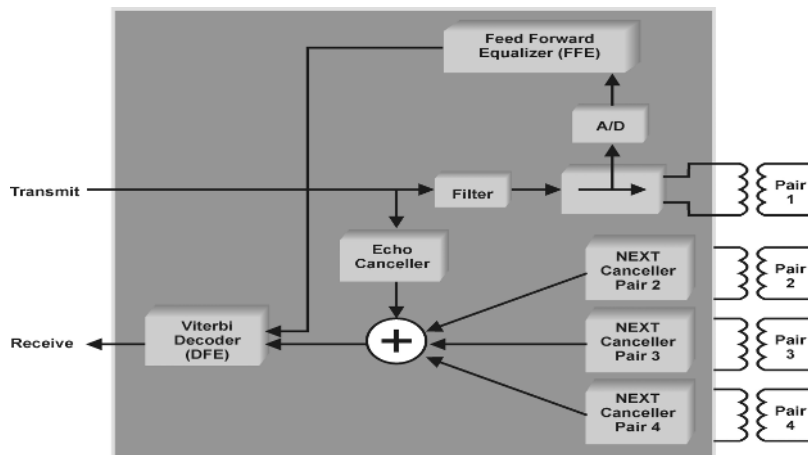 Feed Forward
Equalizer (FFE)
A/D
Transmit
Filter
Pair
1
Echo
Canceller
NEXT
Canceller
Pair 2
Pair
2
Receive
Viterbi
Decoder
(DFE)
+
NEXT
Canceller
Pair 3
Pair
3
NEXT
Canceller
Pair 4
Pair
4